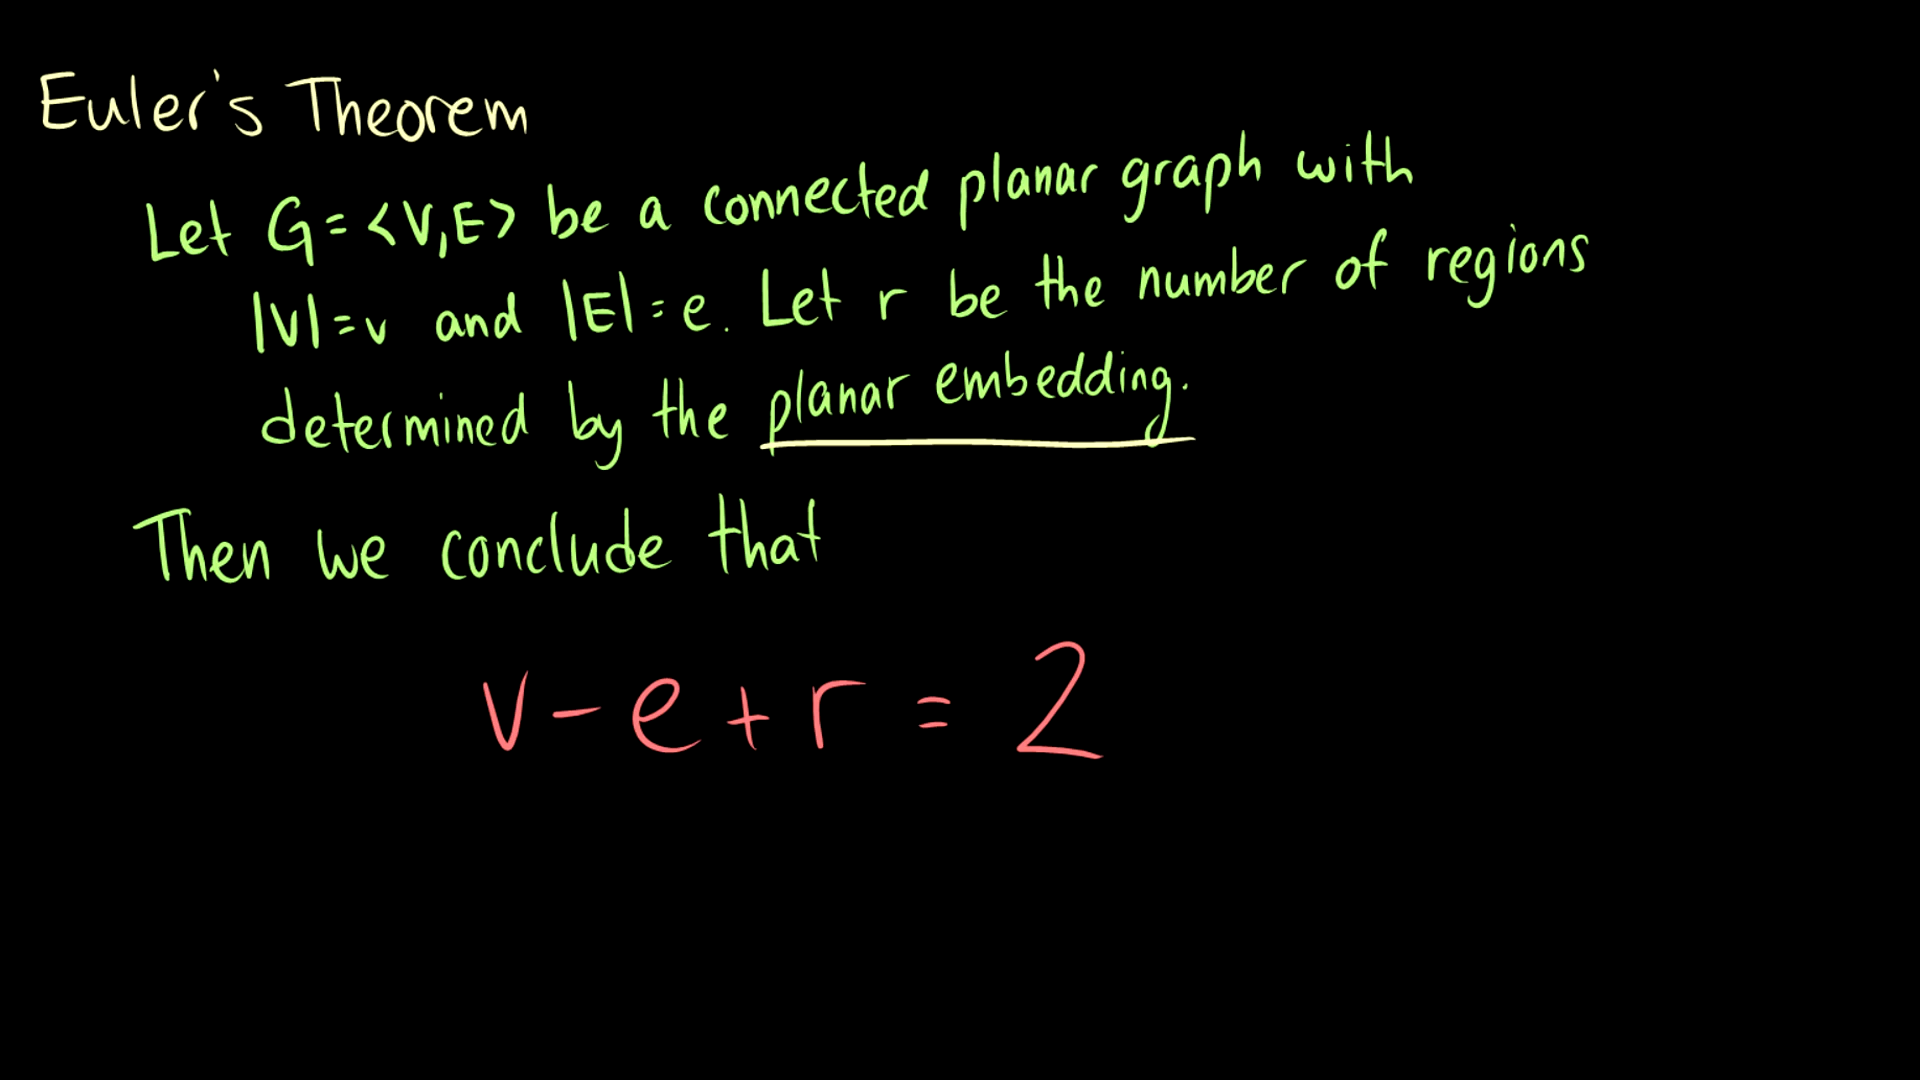 Euler's Theorem
Let G = <V,E> be a connected planar graph with
|V| = v and |E| = e. Let r be the number of regions
determined by the planar embedding.
Then we conclude that
v - e + r = 2